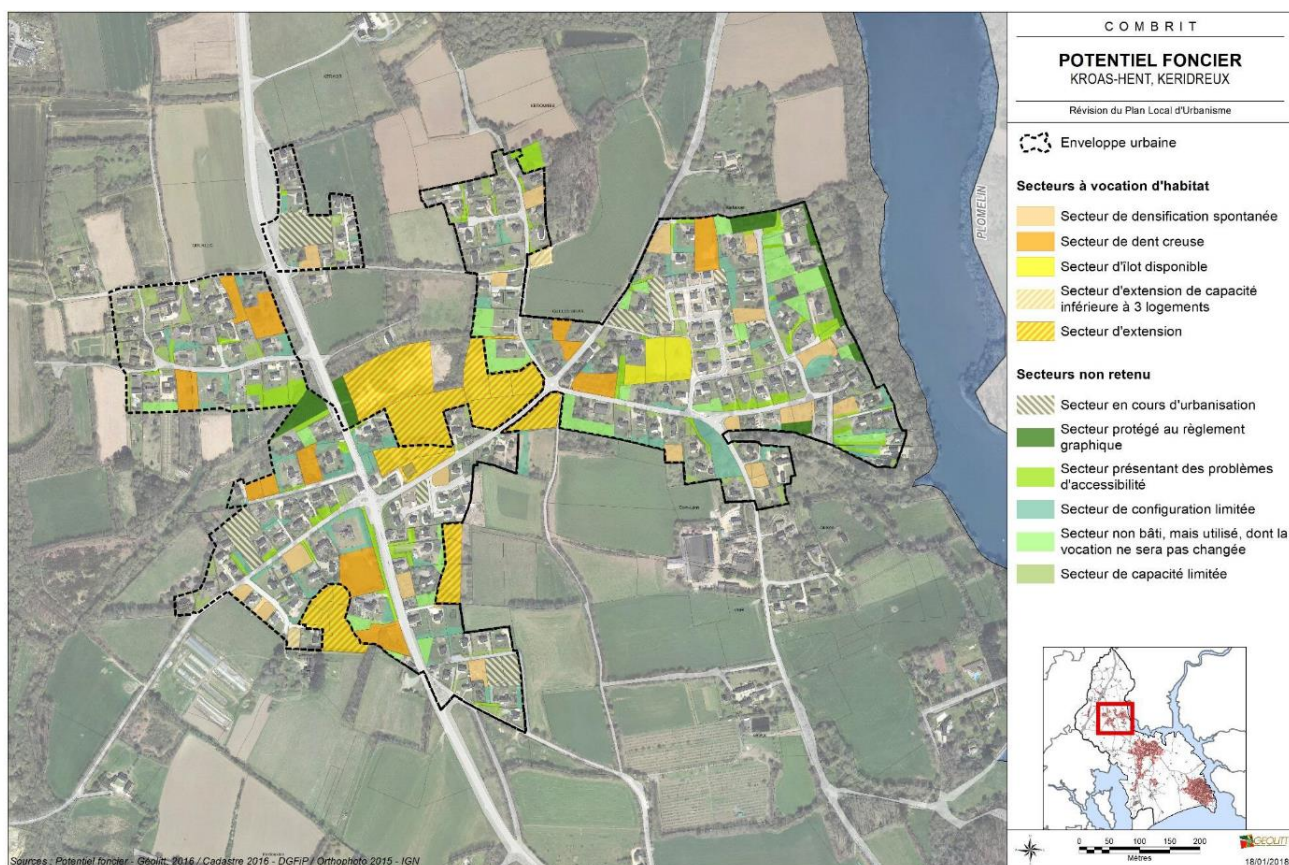 COMBRIT
POTENTIEL FONCIER
KROAS-HENT, KERIDREUX
Révision du Plan Local d'Urbanisme
Enveloppe urbaine
Secteurs à vocation d'habitat
Secteur de densification spontanée
Secteur de dent creuse
Secteur d'îlot disponible
Secteur d'extension de capacité
inférieure à 3 logements
Secteur d'extension
Secteurs non retenu
Secteur en cours d'urbanisation
Secteur protégé au règlement
graphique
Secteur présentant des problèmes
d'accessibilité
Secteur de configuration limitée
Secteur non bâti, mais utilisé, dont la
vocation ne sera pas changée
Secteur de capacité limitée
PLOMELIN
0 50 100 150 200
Mètres
GÉOLITT
18/01/2018
Sources : Potentiel foncier - Géolitt, 2016 / Cadastre 2016 - DGFiP / Orthophoto 2015 - IGN